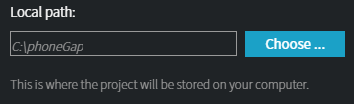 Local path:
C:\phoneGap
Choose ...
This is where the project will be stored on your computer.